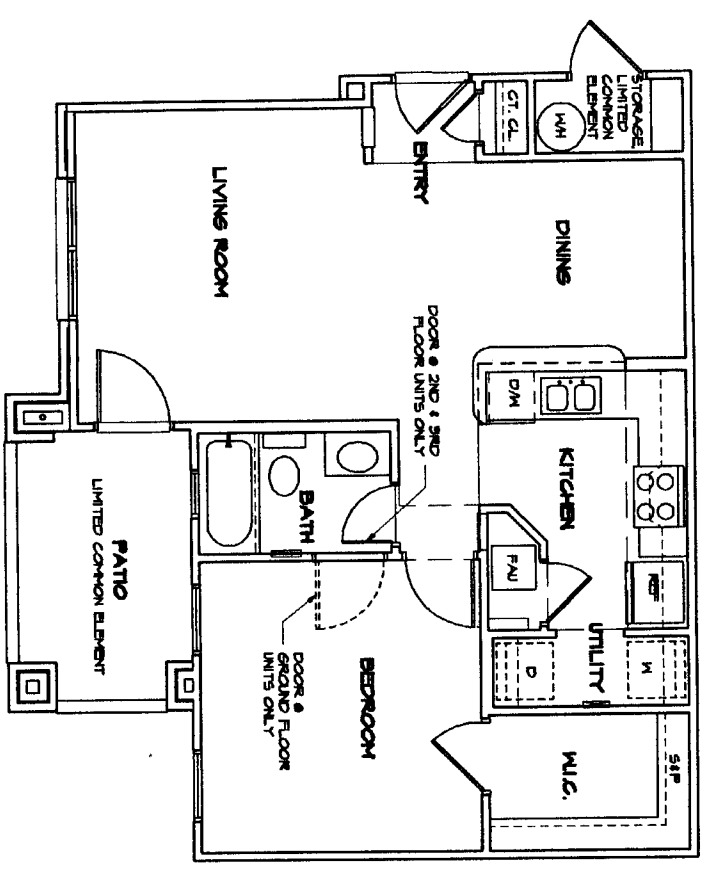 STORAGE
LIMITED
COMMON
ELEMENT
W/H
CT. CL.
ENTRY
LIVING ROOM
DINING
DOOR @ 2ND & 3RD
FLOOR UNITS ONLY
D/W
KITCHEN
BATH
FAU
REF
PATIO
LIMITED COMMON ELEMENT
UTILITY
D
W
DOOR @
GROUND FLOOR
UNITS ONLY
BEDROOM
W.I.C.
S&P